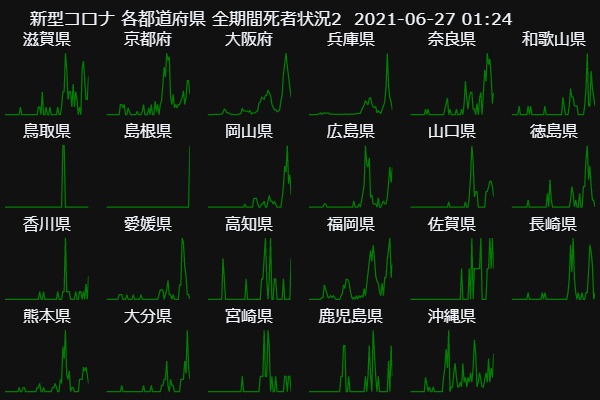 新型コロナ 各都道府県 全期間死者状況2 2021-06-27 01:24
滋賀県 京都府 大阪府 兵庫県 奈良県 和歌山県
鳥取県 島根県 岡山県 広島県 山口県 徳島県
香川県 愛媛県 高知県 福岡県 佐賀県 長崎県
熊本県 大分県 宮崎県 鹿児島県 沖縄県